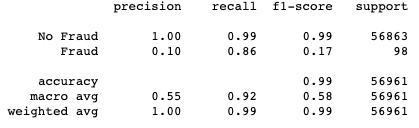 precision recall f1-score support
No Fraud 1.00 0.99 0.99 56863
Fraud 0.10 0.86 0.17 98
accuracy 0.99 56961
macro avg 0.55 0.92 0.58 56961
weighted avg 1.00 0.99 0.99 56961